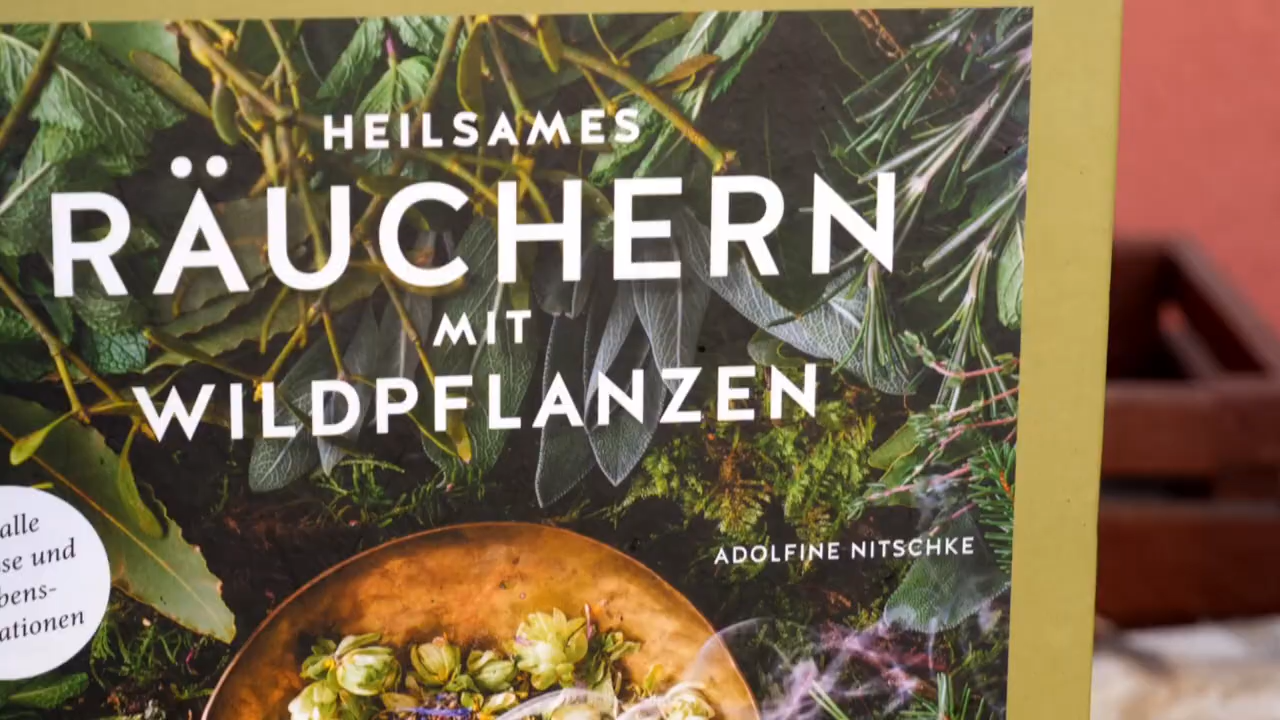 HEILSAMES
RÄUCHERN
MIT
WILDPFLANZEN
alle
se und
bens-
ationen
ADOLFINE NITSCHKE